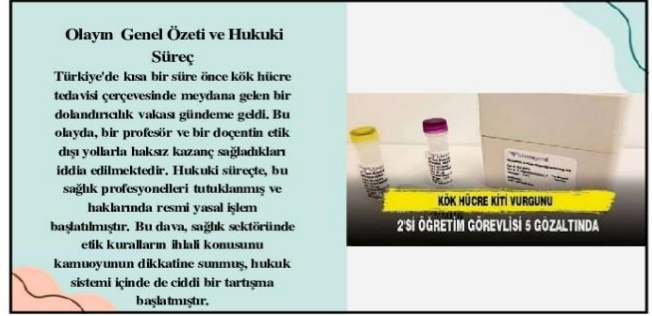 Olayın Genel Özeti ve Hukuki
Süreç
Türkiye'de kısa bir süre önce kök hücre
tedavisi çerçevesinde meydana gelen bir
dolandırıcılık vakası gündeme geldi. Bu
olayda, bir profesör ve bir doçentin etik
dışı yollarla haksız kazanç sağladıkları
iddia edilmektedir. Hukuki süreçte, bu
sağlık profesyonelleri tutuklanmış ve
haklarında resmi yasal işlem
başlatılmıştır. Bu dava, sağlık sektöründe
etik kuralların ihlali konusunu
kamuoyunun dikkatine sunmuş, hukuk
sistemi içinde de ciddi bir tartışma
başlatmıştır.
KÖK HÜCRE KİTİ VURGUNU
2'Sİ ÖĞRETİM GÖREVLİSİ 5 GÖZALTINDA